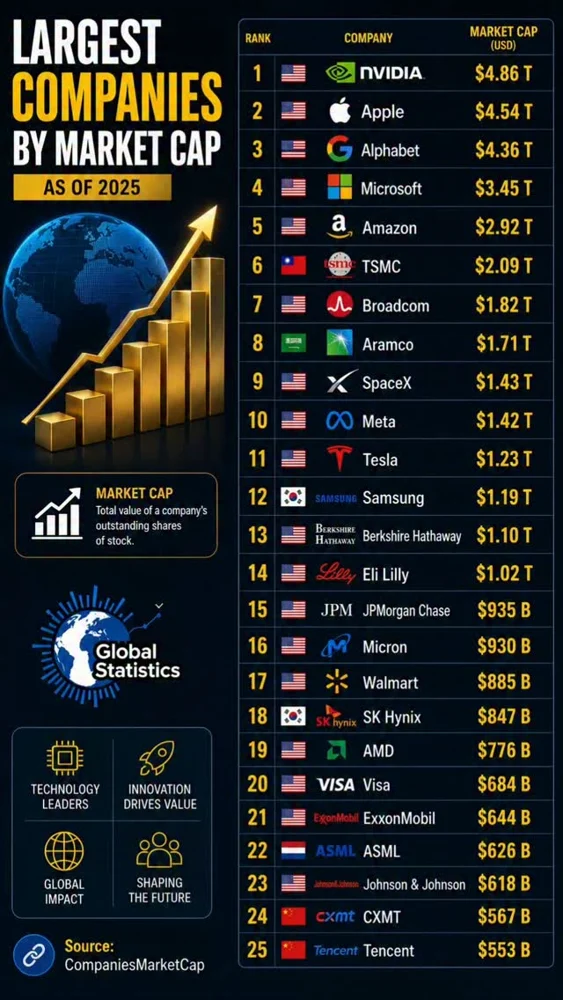 LARGEST
COMPANIES
BY MARKET CAP
AS OF 2025
MARKET CAP
Total value of a company's
outstanding shares
of stock.
Global
Statistics
TECHNOLOGY
LEADERS
INNOVATION
DRIVES VALUE
GLOBAL
IMPACT
SHAPING
THE FUTURE
Source:
CompaniesMarketCap
RANK COMPANY MARKET CAP
(USD)
1 NVIDIA $4.86 T
2 Apple $4.54 T
3 Alphabet $4.36 T
4 Microsoft $3.45 T
5 a Amazon $2.92 T
6 tsmc TSMC $2.09 T
7 Broadcom $1.82 T
8 Aramco $1.71 T
9 SpaceX $1.43 T
10 Meta $1.42 T
11 Tesla $1.23 T
12 SAMSUNG Samsung $1.19 T
13 BERKSHIRE HATHAWAY Berkshire Hathaway $1.10 T
14 Lilly Eli Lilly $1.02 T
15 JPM JPMorgan Chase $935 B
16 Micron $930 B
17 Walmart $885 B
18 SK hynix SK Hynix $847 B
19 AMD $776 B
20 VISA Visa $684 B
21 ExxonMobil ExxonMobil $644 B
22 ASML ASML $626 B
23 Johnson&Johnson Johnson & Johnson $618 B
24 cxmt CXMT $567 B
25 Tencent Tencent $553 B